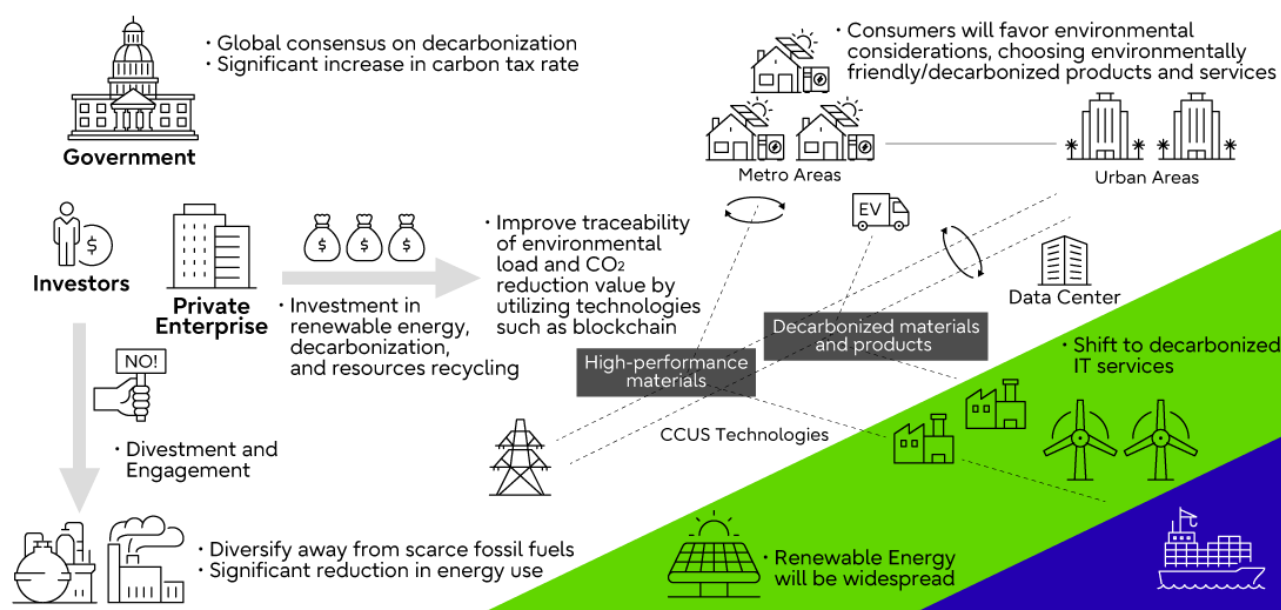 · Global consensus on decarbonization
· Significant increase in carbon tax rate
Government
· Consumers will favor environmental
considerations, choosing environmentally
friendly/decarbonized products and services
Metro Areas
Urban Areas
$
Investors
Private
Enterprise
$ $ $
· Investment in
renewable energy,
decarbonization,
and resources recycling
· Improve traceability
of environmental
load and CO₂
reduction value by
utilizing technologies
such as blockchain
EV
Data Center
High-performance
materials
Decarbonized materials
and products
· Shift to decarbonized
IT services
NO!
· Divestment and
Engagement
CCUS Technologies
· Diversify away from scarce fossil fuels
· Significant reduction in energy use
· Renewable Energy
will be widespread